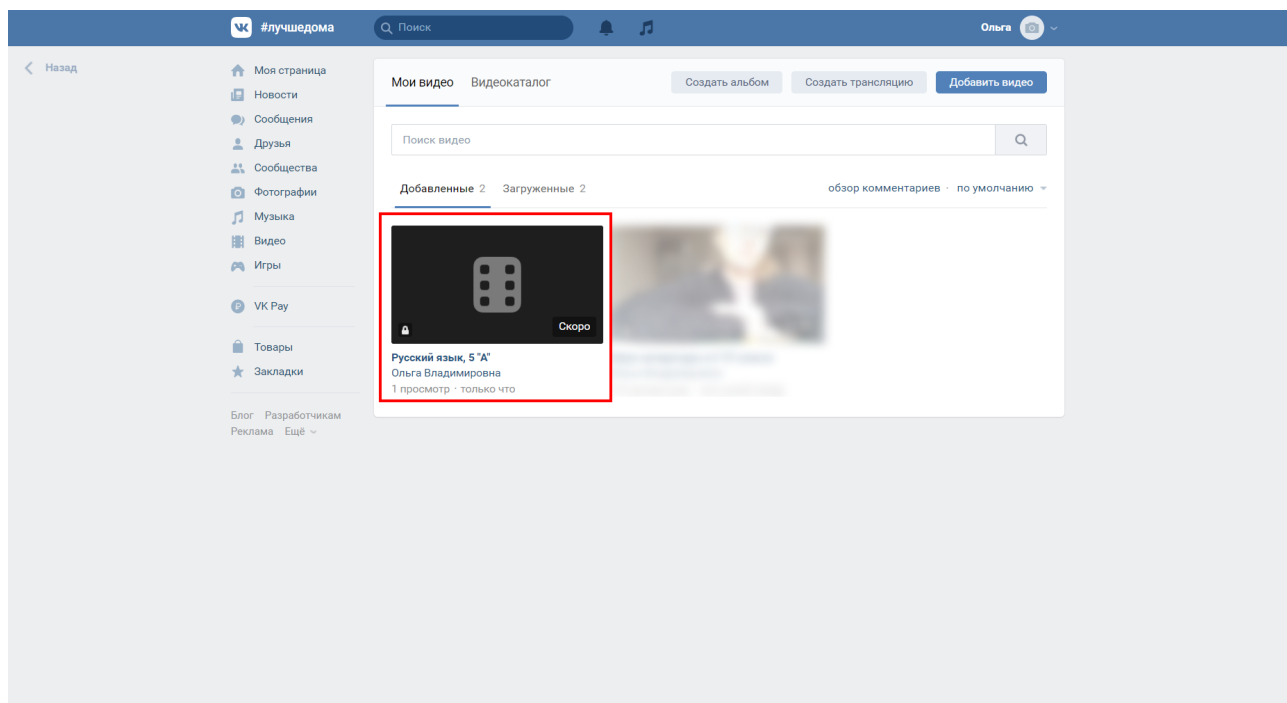 #лучшедома
Поиск
Ольга
Назад
Моя страница
Новости
Сообщения
Друзья
Сообщества
Фотографии
Музыка
Видео
Игры
VK Pay
Товары
Закладки
Блог Разработчикам
Реклама Ещё
Мои видео Видеокаталог Создать альбом Создать трансляцию Добавить видео
Поиск видео
Добавленные 2 Загруженные 2 обзор комментариев · по умолчанию
Скоро
Русский язык, 5 "А"
Ольга Владимировна
1 просмотр · только что